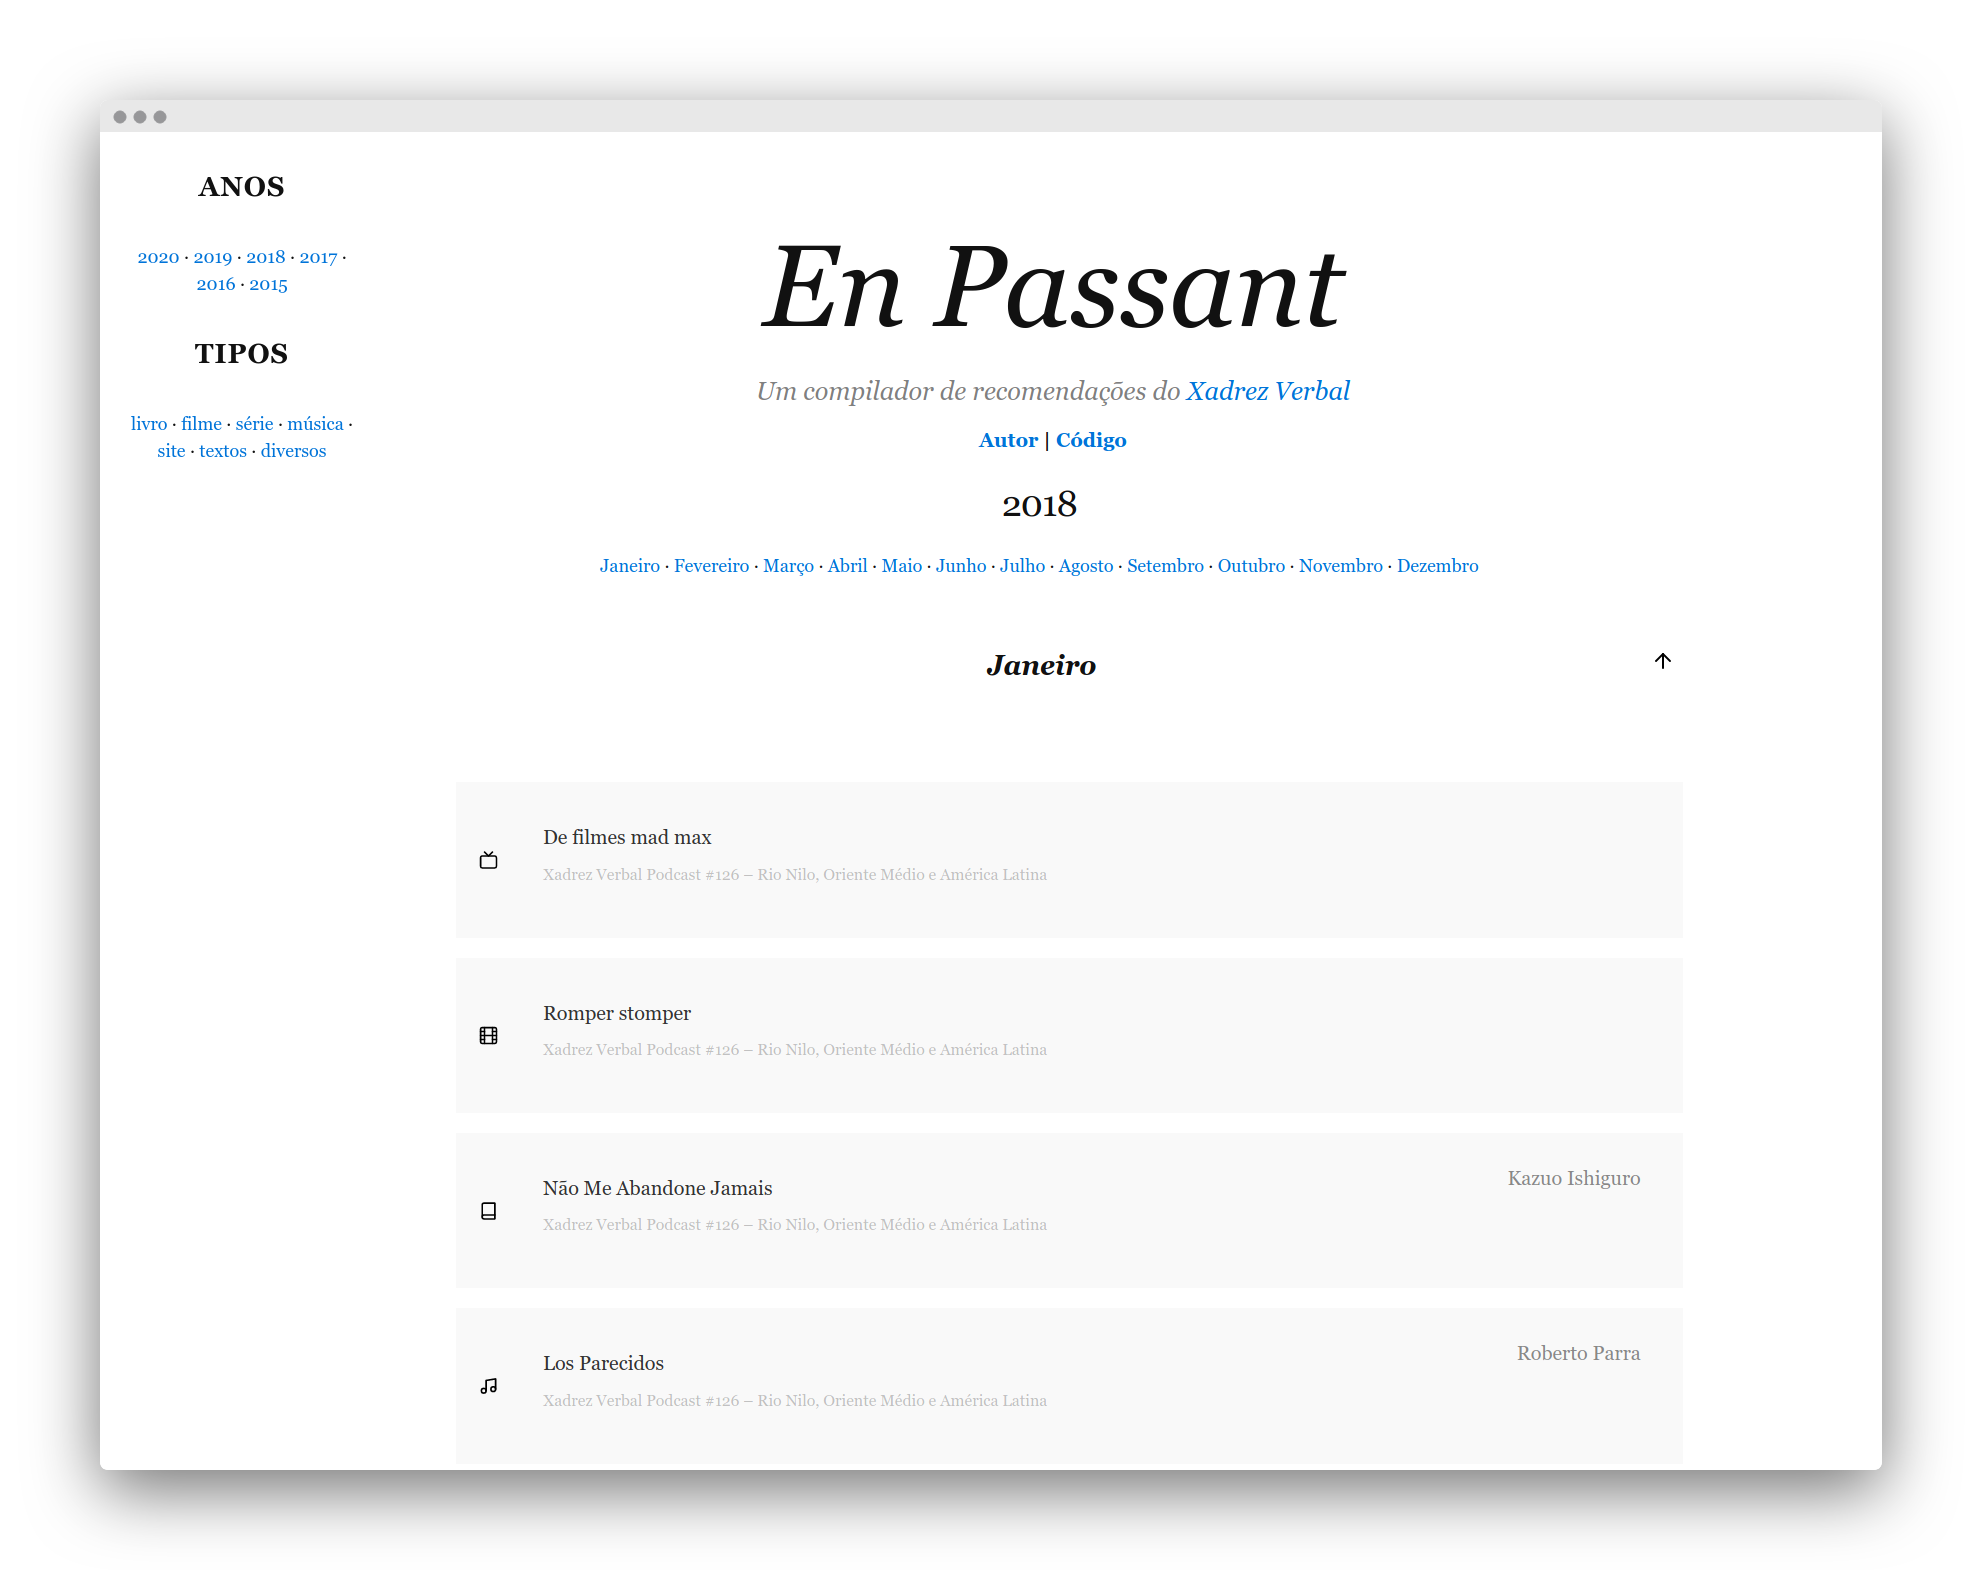 ANOS
2020 · 2019 · 2018 · 2017 ·
2016 · 2015
TIPOS
livro · filme · série · música ·
site · textos · diversos
En Passant
Um compilador de recomendações do Xadrez Verbal
Autor | Código
2018
Janeiro · Fevereiro · Março · Abril · Maio · Junho · Julho · Agosto · Setembro · Outubro · Novembro · Dezembro
Janeiro
De filmes mad max
Xadrez Verbal Podcast #126 – Rio Nilo, Oriente Médio e América Latina
Romper stomper
Xadrez Verbal Podcast #126 – Rio Nilo, Oriente Médio e América Latina
Não Me Abandone Jamais
Kazuo Ishiguro
Xadrez Verbal Podcast #126 – Rio Nilo, Oriente Médio e América Latina
Los Parecidos
Roberto Parra
Xadrez Verbal Podcast #126 – Rio Nilo, Oriente Médio e América Latina